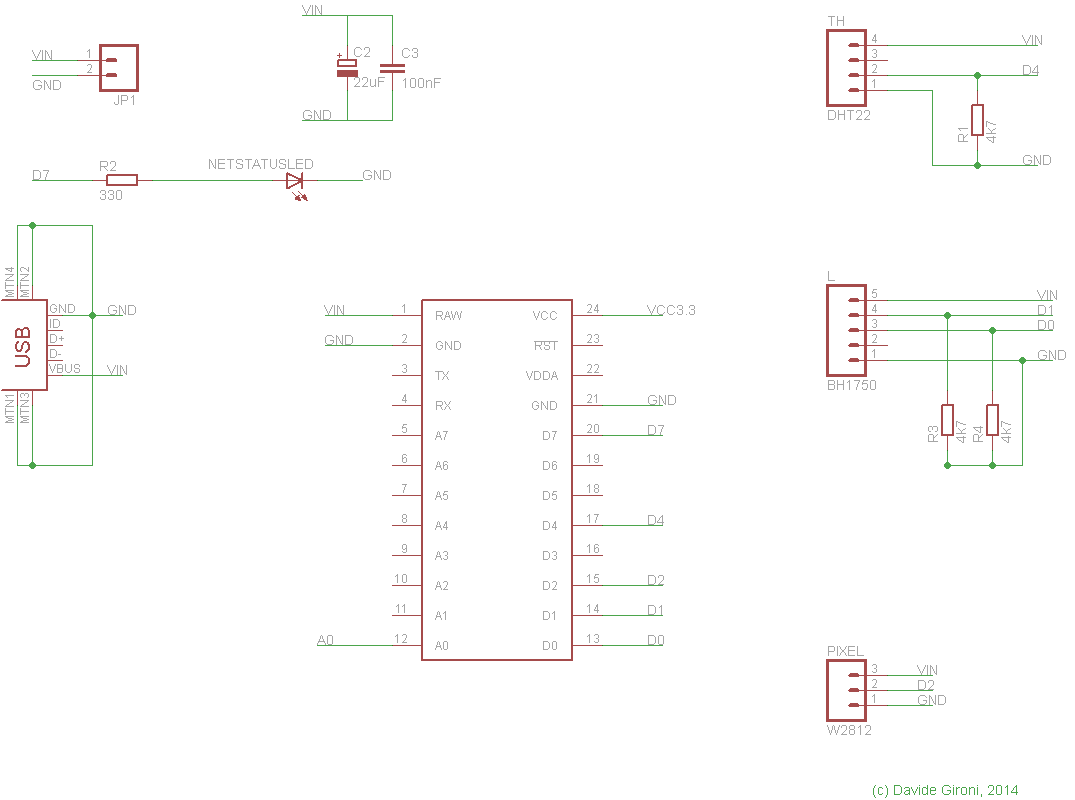 VIN
GND
1
2
JP1
VIN
+
C2
22uF
C3
100nF
GND
D7
R2
330
NETSTATUSLED
GND
TH
4
3
2
1
VIN
D4
DHT22
R1
4k7
GND
MTN4
MTN2
GND
ID
D+
D-
VBUS
USB
MTN1
MTN3
GND
VIN
VIN 1 RAW
GND 2 GND
3 TX
4 RX
5 A7
6 A6
7 A5
8 A4
9 A3
10 A2
11 A1
A0 12 A0
VCC 24 VCC3.3
RST 23
VDDA 22
GND 21 GND
D7 20 D7
D6 19
D5 18
D4 17 D4
D3 16
D2 15 D2
D1 14 D1
D0 13 D0
L
5 VIN
4 D1
3 D0
2
1 GND
BH1750
R3
4k7
R4
4k7
PIXEL
3 VIN
2 D2
1 GND
W2812
(c) Davide Gironi, 2014